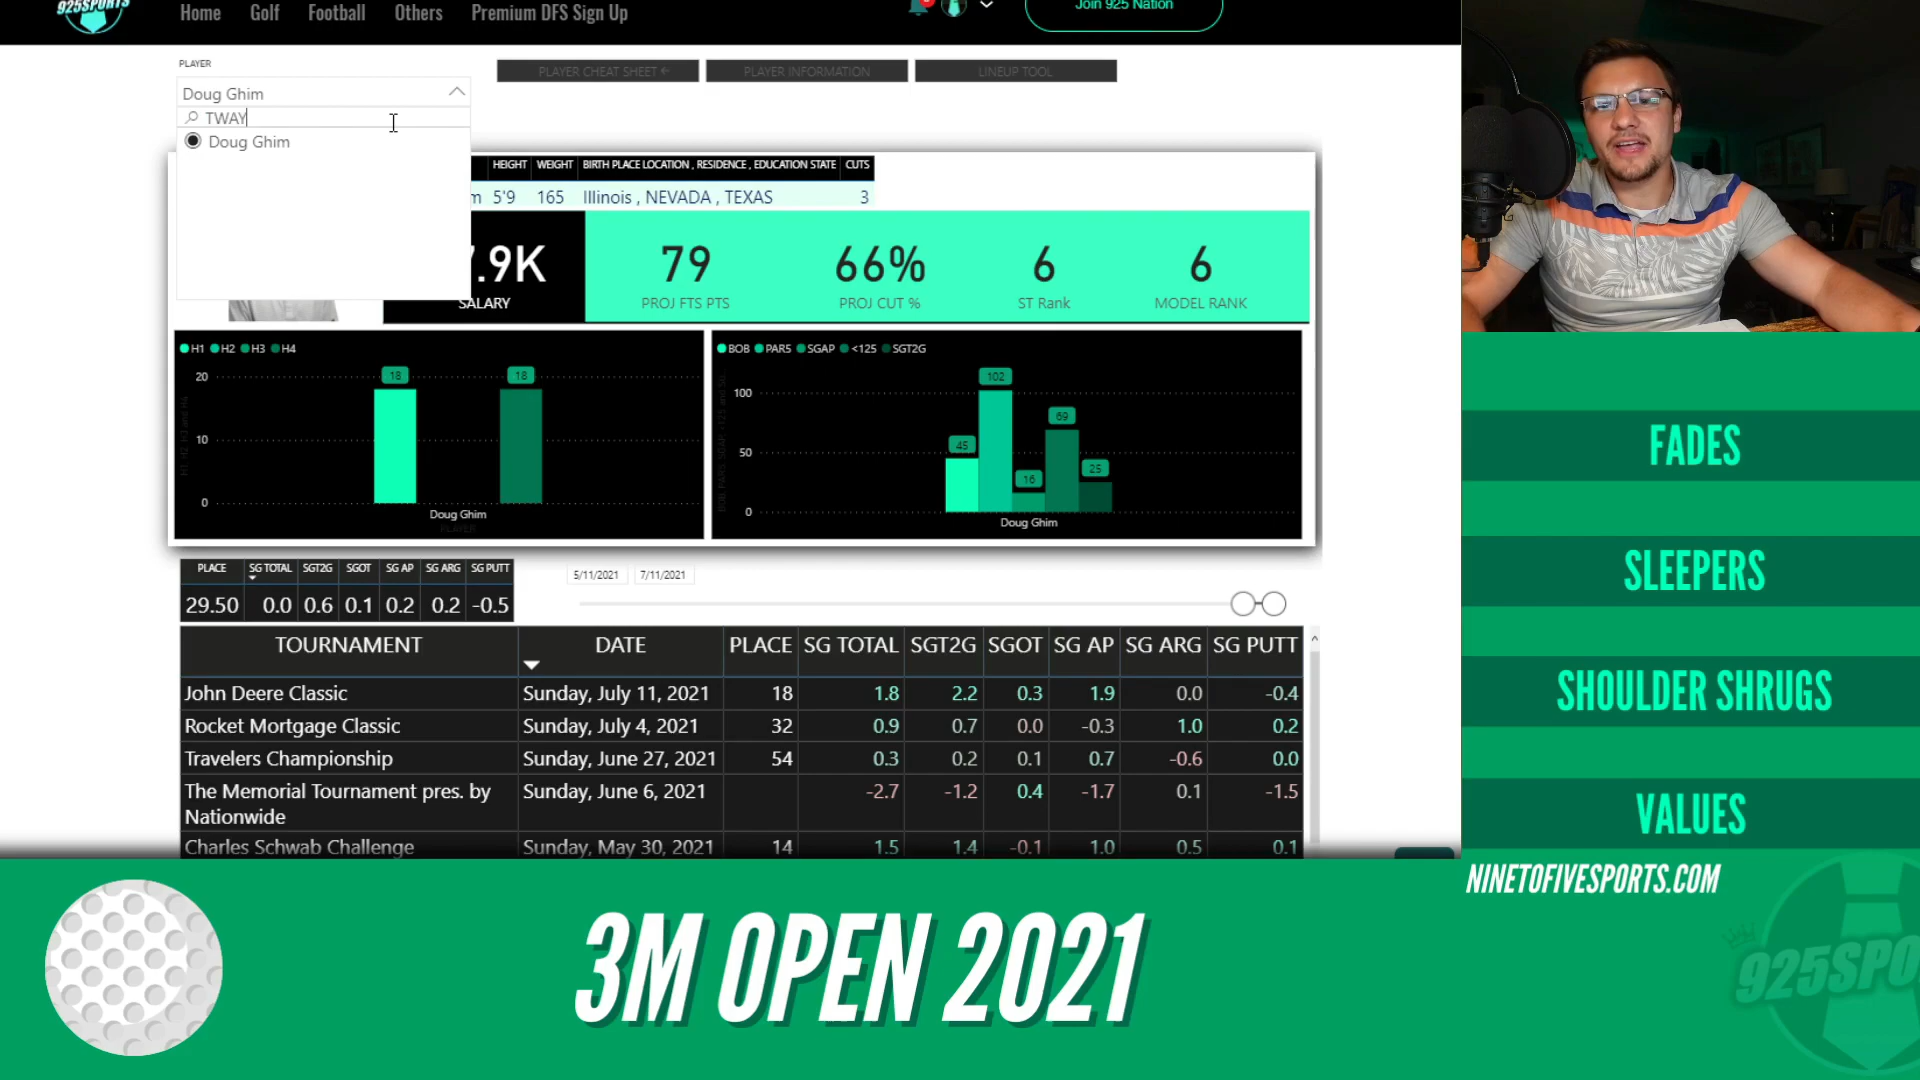 925SPORTS
Home Golf Football Others Premium DFS Sign Up
Join 925 Nation
PLAYER
Doug Ghim
TWAY
Doug Ghim
PLAYER CHEAT SHEET ←
PLAYER INFORMATION
LINEUP TOOL
HEIGHT WEIGHT BIRTH PLACE LOCATION , RESIDENCE , EDUCATION STATE CUTS
m 5'9 165 Illinois , NEVADA , TEXAS 3
.9K
SALARY
79
PROJ FTS PTS
66%
PROJ CUT %
6
ST Rank
6
MODEL RANK
H1 H2 H3 H4
20
10
0
18
18
Doug Ghim
PLAYER
BOB PAR5 SGAP <125 SGT2G
100
50
0
45
102
16
69
25
Doug Ghim
PLACE SG TOTAL SGT2G SGOT SG AP SG ARG SG PUTT
29.50 0.0 0.6 0.1 0.2 0.2 -0.5
5/11/2021 7/11/2021
TOURNAMENT DATE PLACE SG TOTAL SGT2G SGOT SG AP SG ARG SG PUTT
John Deere Classic Sunday, July 11, 2021 18 1.8 2.2 0.3 1.9 0.0 -0.4
Rocket Mortgage Classic Sunday, July 4, 2021 32 0.9 0.7 0.0 -0.3 1.0 0.2
Travelers Championship Sunday, June 27, 2021 54 0.3 0.2 0.1 0.7 -0.6 0.0
The Memorial Tournament pres. by Sunday, June 6, 2021 -2.7 -1.2 0.4 -1.7 0.1 -1.5
Nationwide
Charles Schwab Challenge Sunday, May 30, 2021 14 1.5 1.4 -0.1 1.0 0.5 0.1
FADES
SLEEPERS
SHOULDER SHRUGS
VALUES
NINETOFIVESPORTS.COM
925SPO
3M OPEN 2021